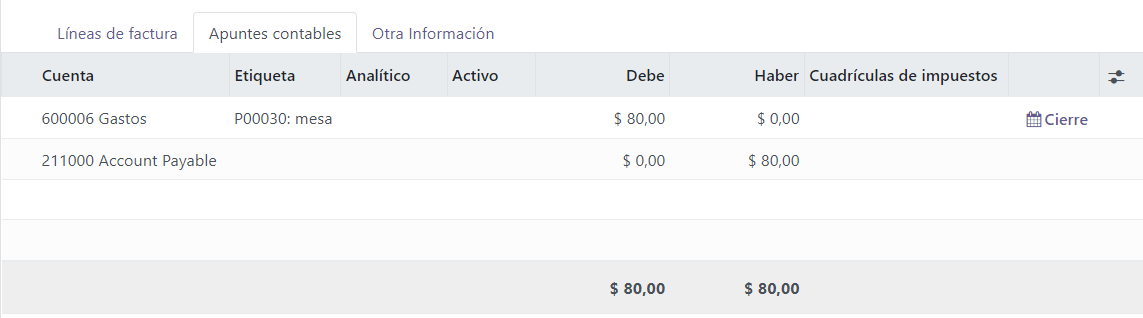 Líneas de factura Apuntes contables Otra Información
Cuenta Etiqueta Analítico Activo Debe Haber Cuadrículas de impuestos
600006 Gastos P00030: mesa $ 80,00 $ 0,00 Cierre
211000 Account Payable $ 0,00 $ 80,00
$ 80,00 $ 80,00